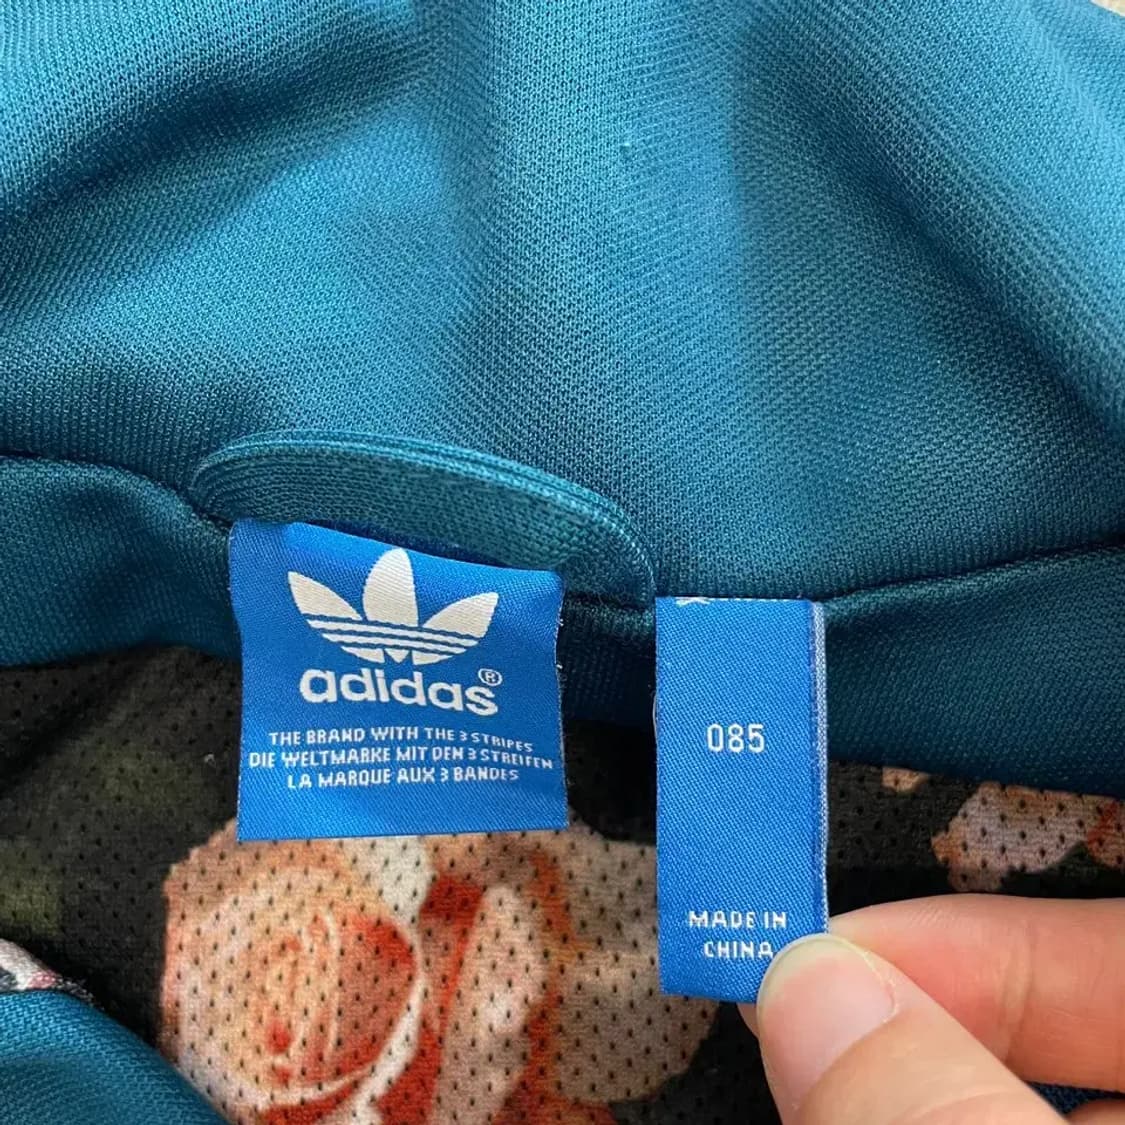 adidas®
THE BRAND WITH THE 3 STRIPES
DIE WELTMARKE MIT DEN 3 STREIFEN
LA MARQUE AUX 3 BANDES
085
MADE IN
CHINA